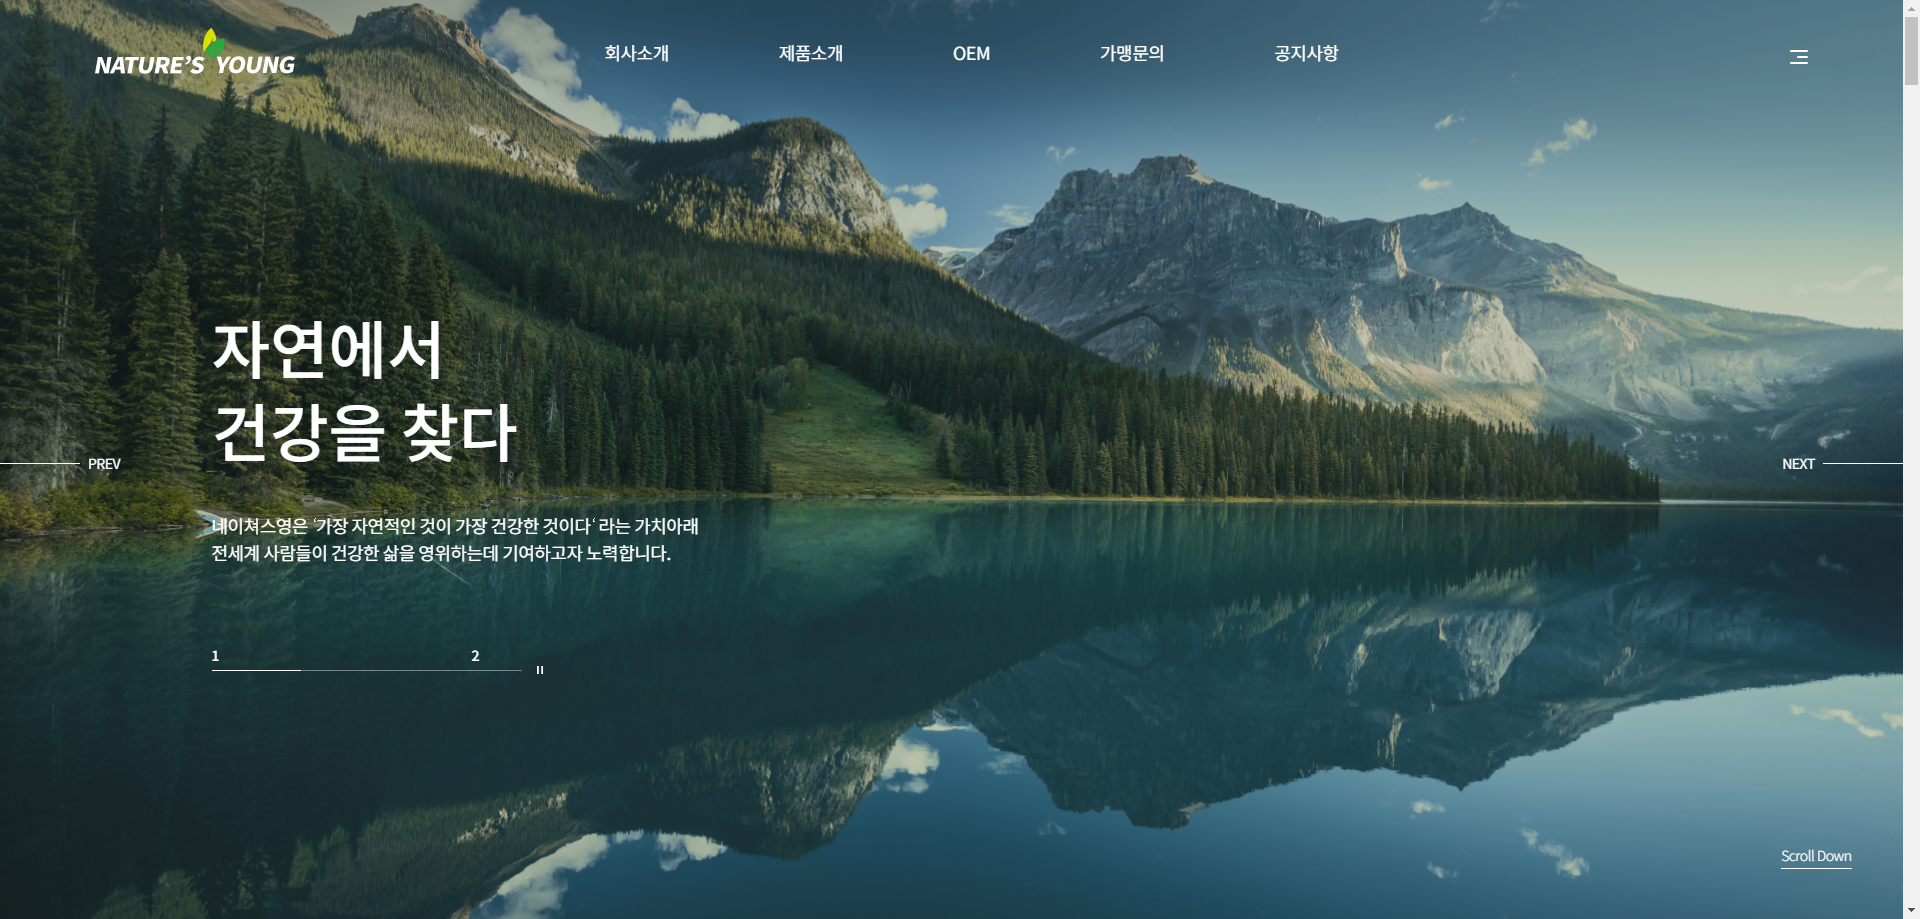 NATURE'S YOUNG
회사소개
제품소개
OEM
가맹문의
공지사항
자연에서
건강을 찾다
PREV
NEXT
네이쳐스영은 ‘가장 자연적인 것이 가장 건강한 것이다‘ 라는 가치아래
전세계 사람들이 건강한 삶을 영위하는데 기여하고자 노력합니다.
1
2
Scroll Down